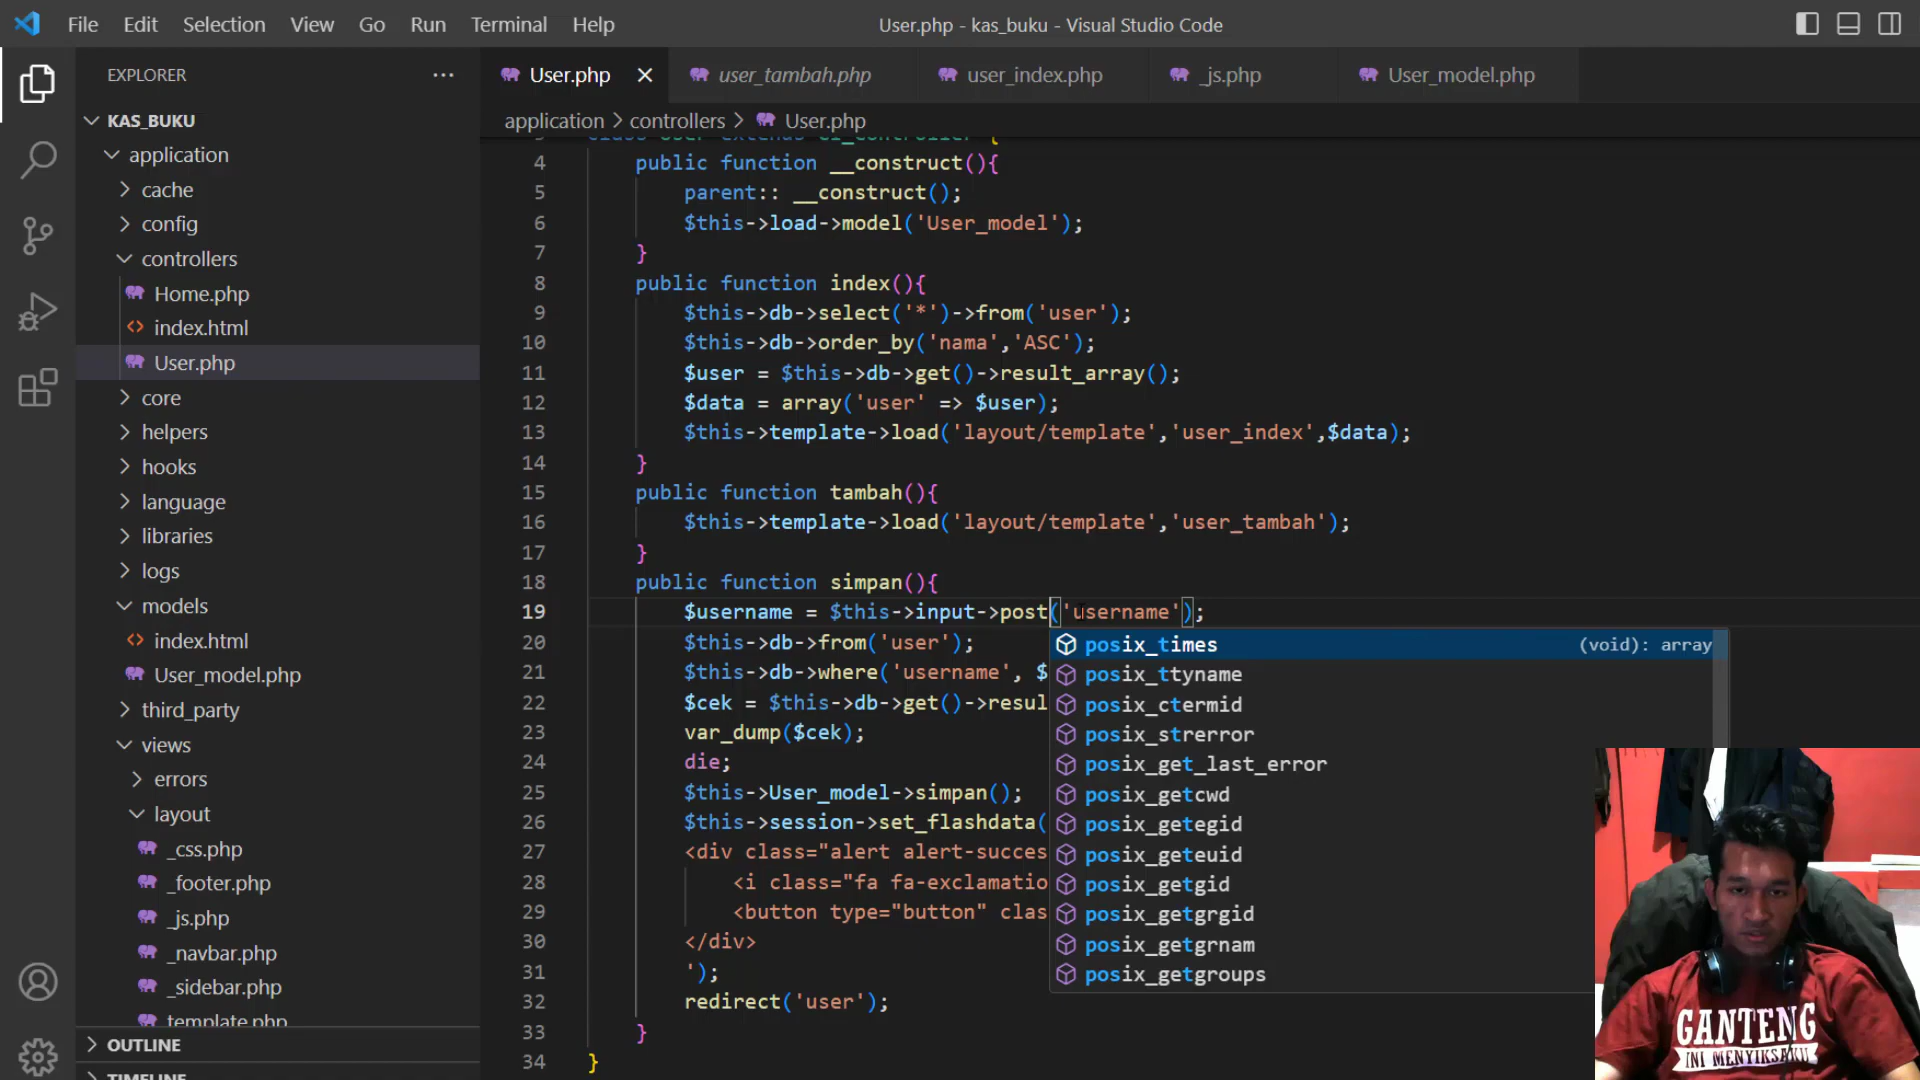 File Edit Selection View Go Run Terminal Help
User.php - kas_buku - Visual Studio Code
EXPLORER
User.php
user_tambah.php
user_index.php
_js.php
User_model.php
application > controllers > User.php
KAS_BUKU
application
cache
config
controllers
Home.php
index.html
User.php
core
helpers
hooks
language
libraries
logs
models
index.html
User_model.php
third_party
views
errors
layout
_css.php
_footer.php
_js.php
_navbar.php
_sidebar.php
template.php
OUTLINE
TIMELINE
4 public function __construct(){
5 parent:: __construct();
6 $this->load->model('User_model');
7 }
8 public function index(){
9 $this->db->select('*')->from('user');
10 $this->db->order_by('nama','ASC');
11 $user = $this->db->get()->result_array();
12 $data = array('user' => $user);
13 $this->template->load('layout/template','user_index',$data);
14 }
15 public function tambah(){
16 $this->template->load('layout/template','user_tambah');
17 }
18 public function simpan(){
19 $username = $this->input->post('username');
20 $this->db->from('user');
21 $this->db->where('username', $
22 $cek = $this->db->get()->resul
23 var_dump($cek);
24 die;
25 $this->User_model->simpan();
26 $this->session->set_flashdata(
27 <div class="alert alert-succes
28 <i class="fa fa-exclamatio
29 <button type="button" clas
30 </div>
31 ');
32 redirect('user');
33 }
34 }
posix_times (void): array
posix_ttyname
posix_ctermid
posix_strerror
posix_get_last_error
posix_getcwd
posix_getegid
posix_geteuid
posix_getgid
posix_getgrgid
posix_getgrnam
posix_getgroups
GANTENG
INI MENYIKSAKU